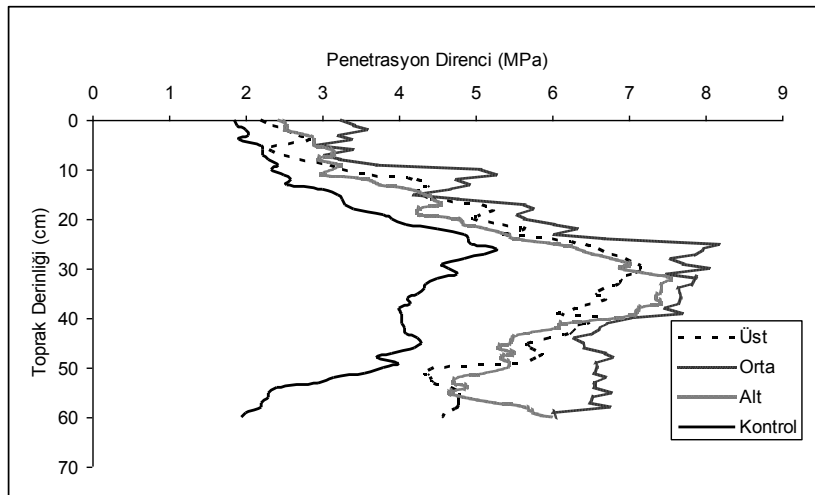 Penetrasyon Direnci (MPa)
0 1 2 3 4 5 6 7 8 9
Toprak Derinliği (cm)
0
10
20
30
40
50
60
70
Üst
Orta
Alt
Kontrol